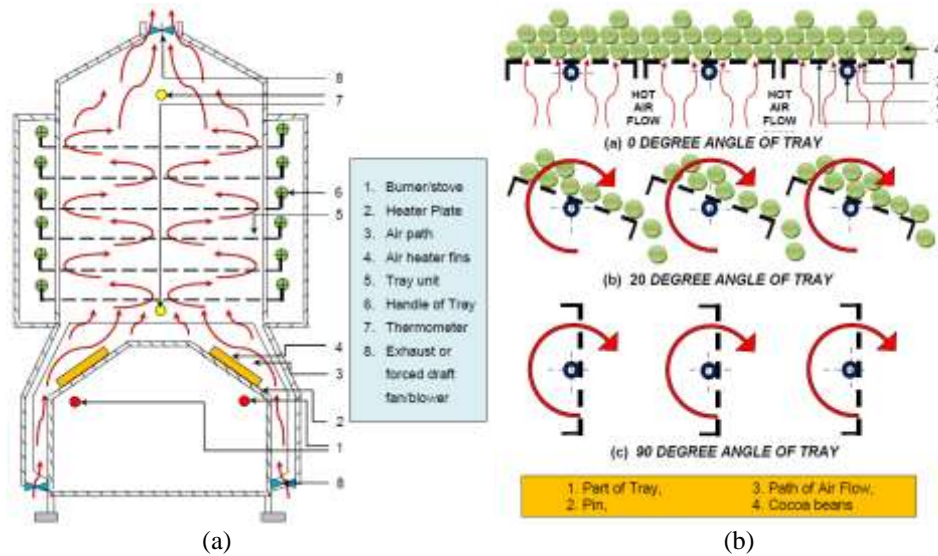 (a)
8
7
6
5
4
3
2
1
8
1. Burner/stove
2. Heater Plate
3. Air path
4. Air heater fins
5. Tray unit
6. Handle of Tray
7. Thermometer
8. Exhaust or
forced draft
fan/blower
(a)
(b)
4
HOT
AIR
FLOW
HOT
AIR
FLOW
(a) 0 DEGREE ANGLE OF TRAY
(b) 20 DEGREE ANGLE OF TRAY
(c) 90 DEGREE ANGLE OF TRAY
1. Part of Tray,
2. Pin,
3. Path of Air Flow,
4. Cocoa beans
(b)